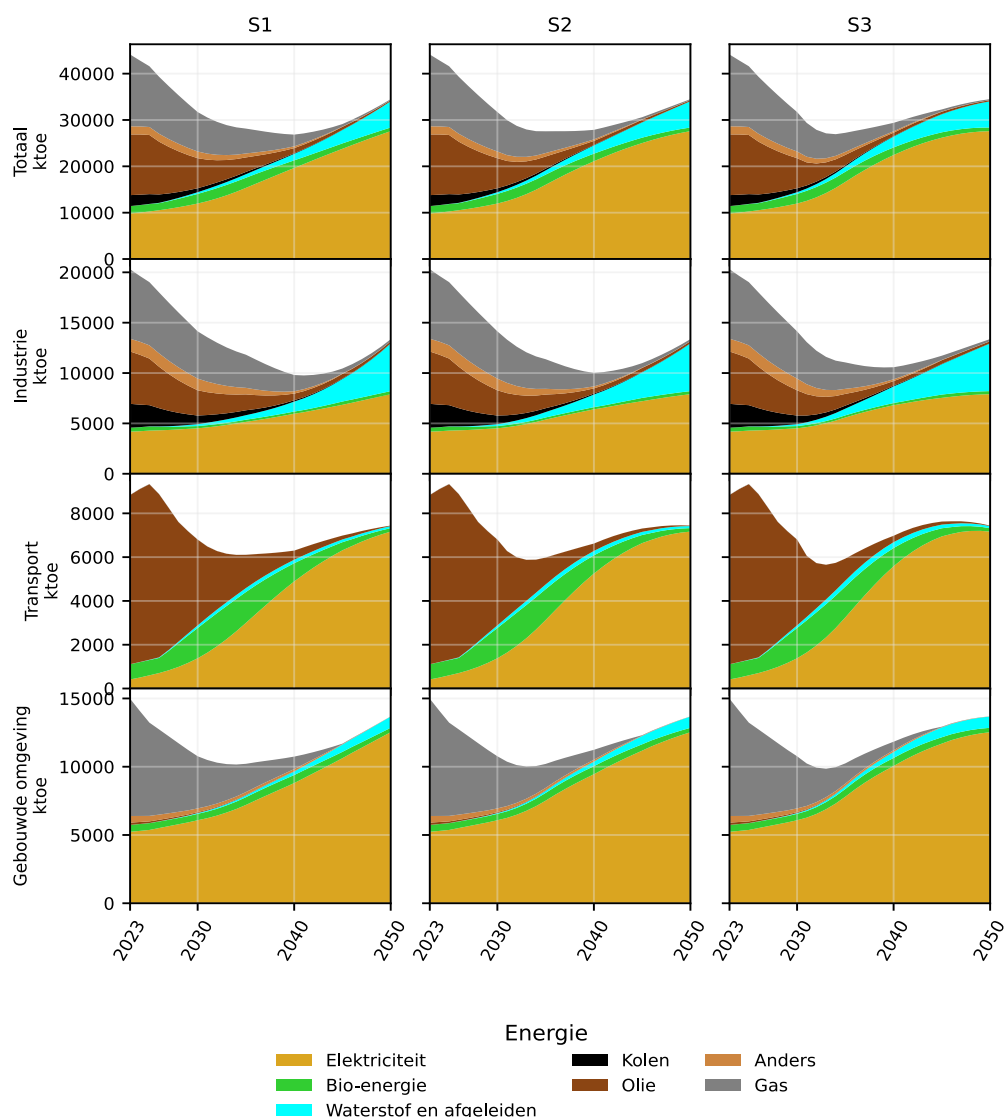 S1 S2 S3
Totaal
ktoe
40000
30000
20000
10000
0
Industrie
ktoe
20000
15000
10000
5000
0
Transport
ktoe
8000
6000
4000
2000
0
Gebouwde omgeving
ktoe
15000
10000
5000
0
2023 2030 2040 2050 2023 2030 2040 2050 2023 2030 2040 2050
Energie
Elektriciteit Kolen Anders
Bio-energie Olie Gas
Waterstof en afgeleiden